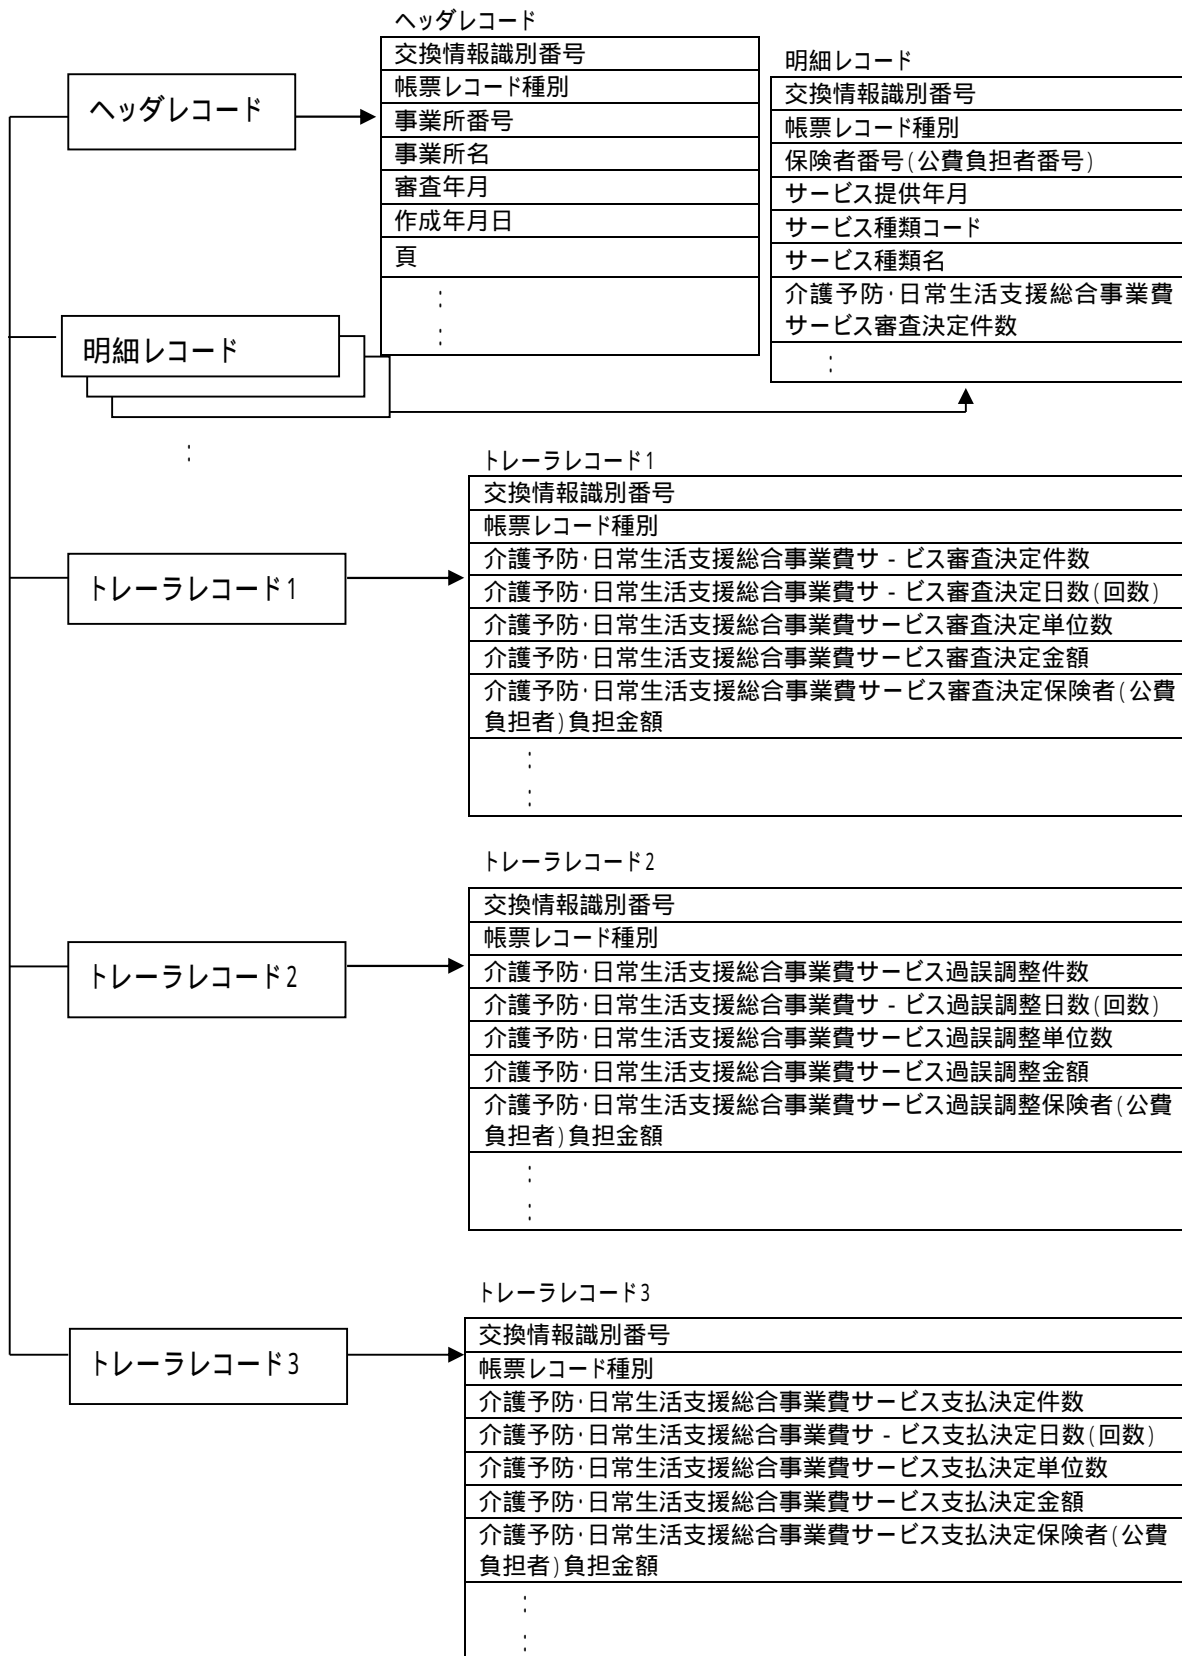 ヘッダレコード
ヘッダレコード
交換情報識別番号
帳票レコード種別
事業所番号
事業所名
審査年月
作成年月日
頁
:
:
明細レコード
明細レコード
交換情報識別番号
帳票レコード種別
保険者番号(公費負担者番号)
サービス提供年月
サービス種類コード
サービス種類名
介護予防・日常生活支援総合事業費
サービス審査決定件数
:
:
トレーラレコード1
トレーラレコード1
交換情報識別番号
帳票レコード種別
介護予防・日常生活支援総合事業費サ-ビス審査決定件数
介護予防・日常生活支援総合事業費サ-ビス審査決定日数(回数)
介護予防・日常生活支援総合事業費サービス審査決定単位数
介護予防・日常生活支援総合事業費サービス審査決定金額
介護予防・日常生活支援総合事業費サービス審査決定保険者(公費
負担者)負担金額
:
:
トレーラレコード2
トレーラレコード2
交換情報識別番号
帳票レコード種別
介護予防・日常生活支援総合事業費サービス過誤調整件数
介護予防・日常生活支援総合事業費サ-ビス過誤調整日数(回数)
介護予防・日常生活支援総合事業費サービス過誤調整単位数
介護予防・日常生活支援総合事業費サービス過誤調整金額
介護予防・日常生活支援総合事業費サービス過誤調整保険者(公費
負担者)負担金額
:
:
トレーラレコード3
トレーラレコード3
交換情報識別番号
帳票レコード種別
介護予防・日常生活支援総合事業費サービス支払決定件数
介護予防・日常生活支援総合事業費サ-ビス支払決定日数(回数)
介護予防・日常生活支援総合事業費サービス支払決定単位数
介護予防・日常生活支援総合事業費サービス支払決定金額
介護予防・日常生活支援総合事業費サービス支払決定保険者(公費
負担者)負担金額
:
: